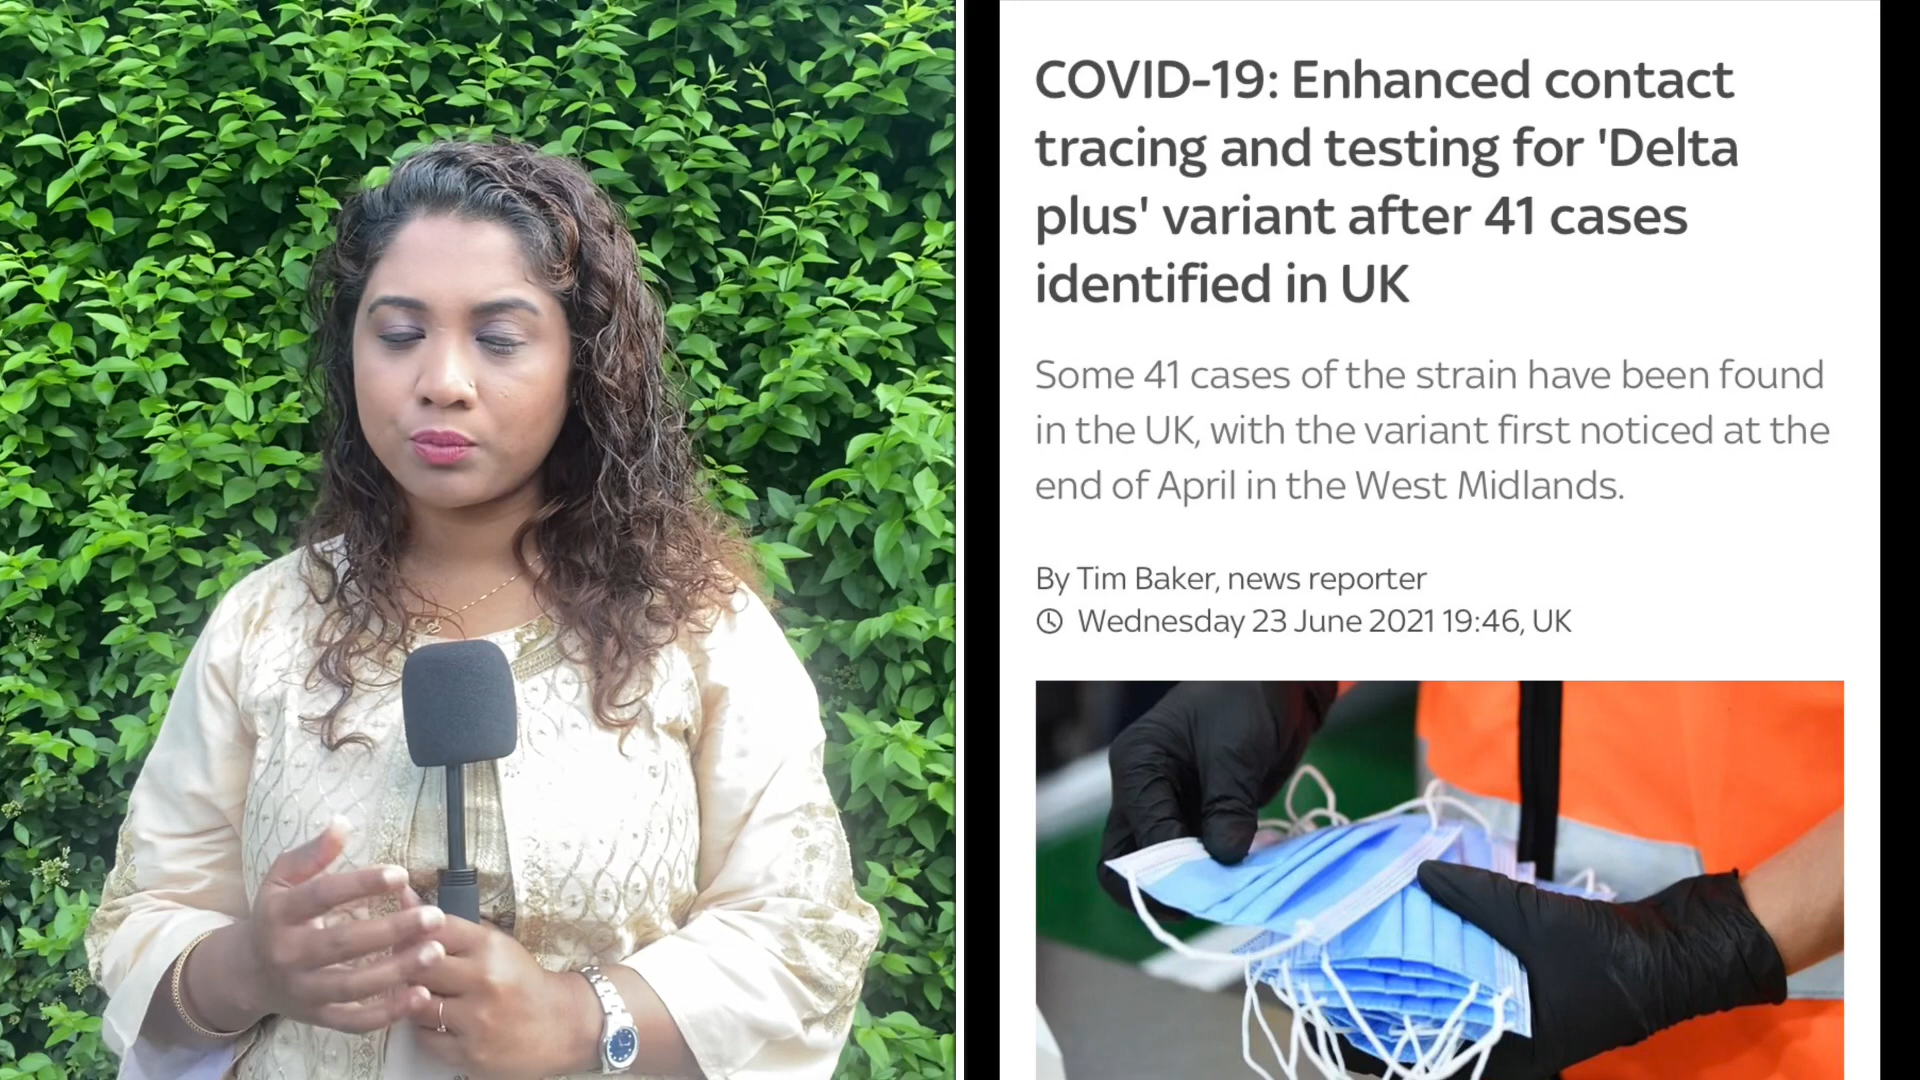 COVID-19: Enhanced contact
tracing and testing for 'Delta
plus' variant after 41 cases
identified in UK
Some 41 cases of the strain have been found
in the UK, with the variant first noticed at the
end of April in the West Midlands.
By Tim Baker, news reporter
Wednesday 23 June 2021 19:46, UK